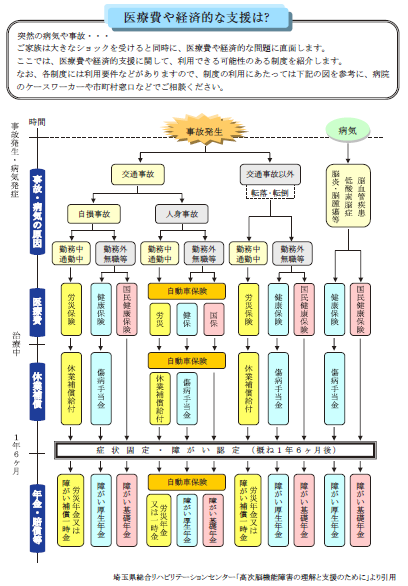 医療費や経済的な支援は?
突然の病気や事故・・・
ご家族は大きなショックを受けると同時に、医療費や経済的な問題に直面します。
ここでは、医療費や経済的支援に関して、利用できる可能性のある制度を紹介します。
なお、各制度には利用要件などがありますので、制度の利用にあたっては下記の図を参考に、病院
のケースワーカーや市町村窓口などでご相談ください。
時間
事故発生・病気発症
事故発生
病気
事故・病気の原因
交通事故
交通事故以外
転落・転倒
脳血管疾患
低酸素脳症
脳炎・脳腫瘍等
自損事故
人身事故
勤務中
通勤中
勤務外
無職等
勤務中
通勤中
勤務外
無職等
勤務中
通勤中
勤務外
無職等
医療費
労災保険
健康保険
国民健康保険
自動車保険
労災
健保
国保
労災保険
健康保険
国民健康保険
健康保険
国民健康保険
治療中
休業補償
休業補償給付
傷病手当金
自動車保険
休業補償給付
傷病手当金
休業補償給付
傷病手当金
傷病手当金
1年6ヶ月
症状固定・障がい認定(概ね1年6ヶ月後)
年金・賠償等
労災年金又は
障がい補償一時金
障がい厚生年金
障がい基礎年金
自動車保険
労災年金
又は一時金
障がい厚生年金
障がい基礎年金
労災年金又は
障がい補償一時金
障がい厚生年金
障がい基礎年金
障がい厚生年金
障がい基礎年金
埼玉県総合リハビリテーションセンター「高次脳機能障害の理解と支援のために」より引用